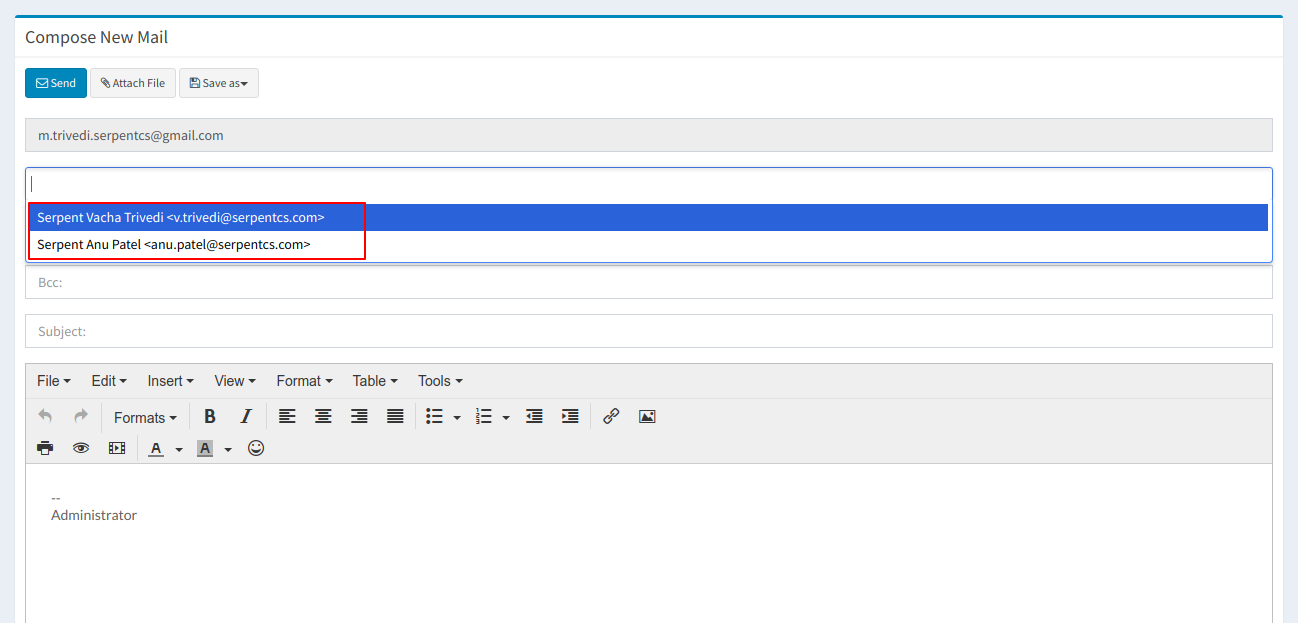 Compose New Mail
Send Attach File Save as
m.trivedi.serpentcs@gmail.com
Serpent Vacha Trivedi <v.trivedi@serpentcs.com>
Serpent Anu Patel <anu.patel@serpentcs.com>
Bcc:
Subject:
File Edit Insert View Format Table Tools
Formats B I
A A
--
Administrator